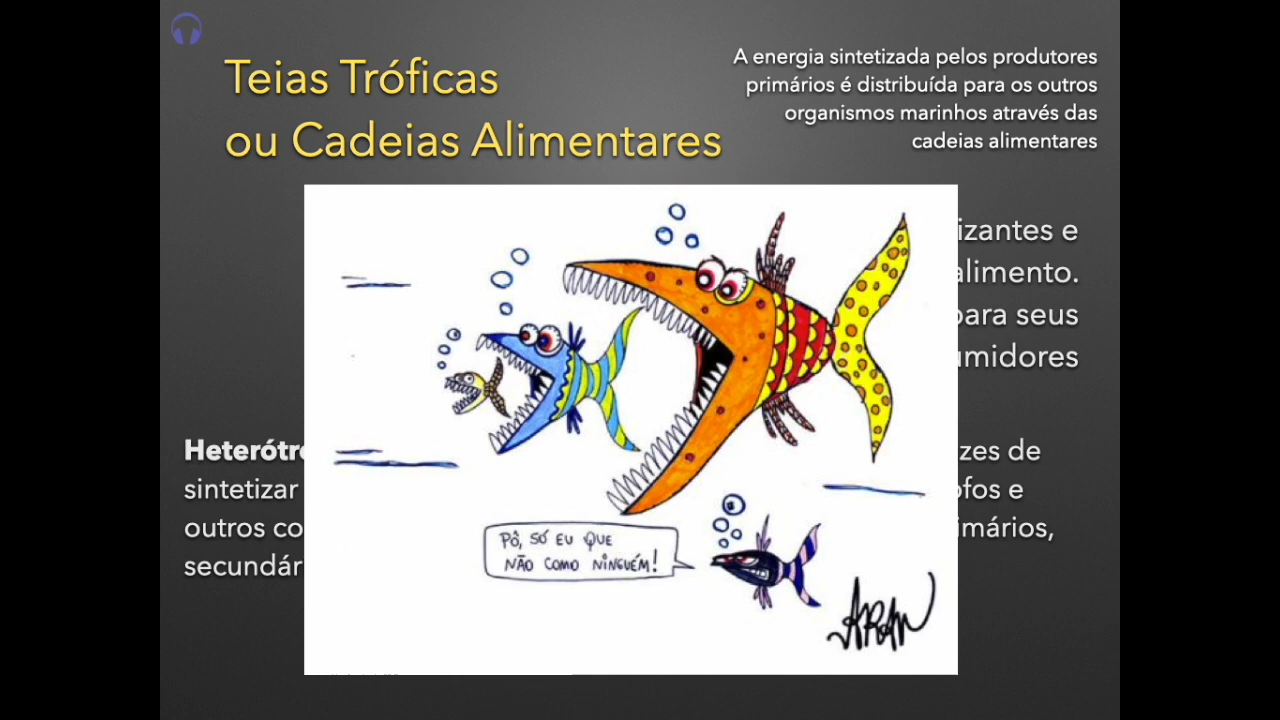 Teias Tróficas
ou Cadeias Alimentares
A energia sintetizada pelos produtores
primários é distribuída para os outros
organismos marinhos através das
cadeias alimentares
izantes e
alimento.
para seus
umidores
Heterótro
zes de
sintetizar
ofos e
outros co
imários,
secundár
PÔ, SÓ EU QUE
NÃO COMO NINGUÉM!